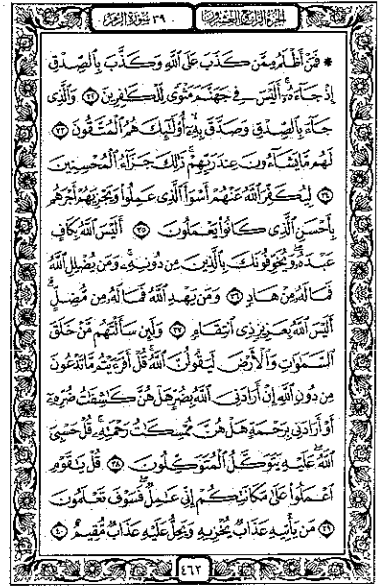 الجزء الرابع والعشرون ٣٩ سورة الزمر
* فَمَنْ أَظْلَمُ مِمَّن كَذَبَ عَلَى ٱللَّهِ وَكَذَّبَ بِٱلصِّدْقِ
إِذْ جَآءَهُۥٓ ۚ أَلَيْسَ فِى جَهَنَّمَ مَثْوًى لِّلْكَـٰفِرِينَ ٣٢ وَٱلَّذِى
جَآءَ بِٱلصِّدْقِ وَصَدَّقَ بِهِۦٓ ۙ أُو۟لَـٰٓئِكَ هُمُ ٱلْمُتَّقُونَ ٣٣
لَهُم مَّا يَشَآءُونَ عِندَ رَبِّهِمْ ۚ ذَٰلِكَ جَزَآءُ ٱلْمُحْسِنِينَ
٣٤ لِيُكَفِّرَ ٱللَّهُ عَنْهُمْ أَسْوَأَ ٱلَّذِى عَمِلُوا۟ وَيَجْزِيَهُمْ أَجْرَهُم
بِأَحْسَنِ ٱلَّذِى كَانُوا۟ يَعْمَلُونَ ٣٥ أَلَيْسَ ٱللَّهُ بِكَافٍ
عَبْدَهُۥ ۖ وَيُخَوِّفُونَكَ بِٱلَّذِينَ مِن دُونِهِۦ ۚ وَمَن يُضْلِلِ ٱللَّهُ
فَمَا لَهُۥ مِنْ هَادٍ ٣٦ وَمَن يَهْدِ ٱللَّهُ فَمَا لَهُۥ مِن مُّضِلٍّ ۗ
أَلَيْسَ ٱللَّهُ بِعَزِيزٍ ذِى ٱنتِقَامٍ ٣٧ وَلَئِن سَأَلْتَهُم مَّنْ خَلَقَ
ٱلسَّمَـٰوَٰتِ وَٱلْأَرْضَ لَيَقُولُنَّ ٱللَّهُ ۚ قُلْ أَفَرَءَيْتُم مَّا تَدْعُونَ
مِن دُونِ ٱللَّهِ إِنْ أَرَادَنِىَ ٱللَّهُ بِضُرٍّ هَلْ هُنَّ كَـٰشِفَـٰتُ ضُرِّهِۦٓ
أَوْ أَرَادَنِى بِرَحْمَةٍ هَلْ هُنَّ مُمْسِكَـٰتُ رَحْمَتِهِۦ ۚ قُلْ حَسْبِىَ
ٱللَّهُ ۖ عَلَيْهِ يَتَوَكَّلُ ٱلْمُتَوَكِّلُونَ ٣٨ قُلْ يَـٰقَوْمِ
ٱعْمَلُوا۟ عَلَىٰ مَكَانَتِكُمْ إِنِّى عَـٰمِلٌ ۖ فَسَوْفَ تَعْلَمُونَ
٣٩ مَن يَأْتِيهِ عَذَابٌ يُخْزِيهِ وَيَحِلُّ عَلَيْهِ عَذَابٌ مُّقِيمٌ ٤٠
٤٦٢